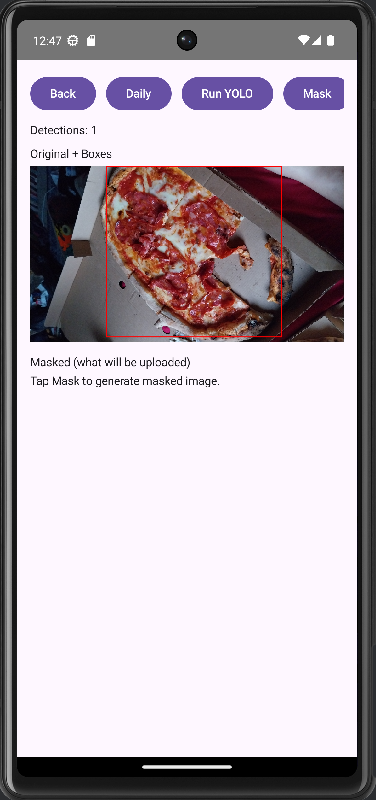 12:47
Back Daily Run YOLO Mask
Detections: 1
Original + Boxes
Masked (what will be uploaded)
Tap Mask to generate masked image.